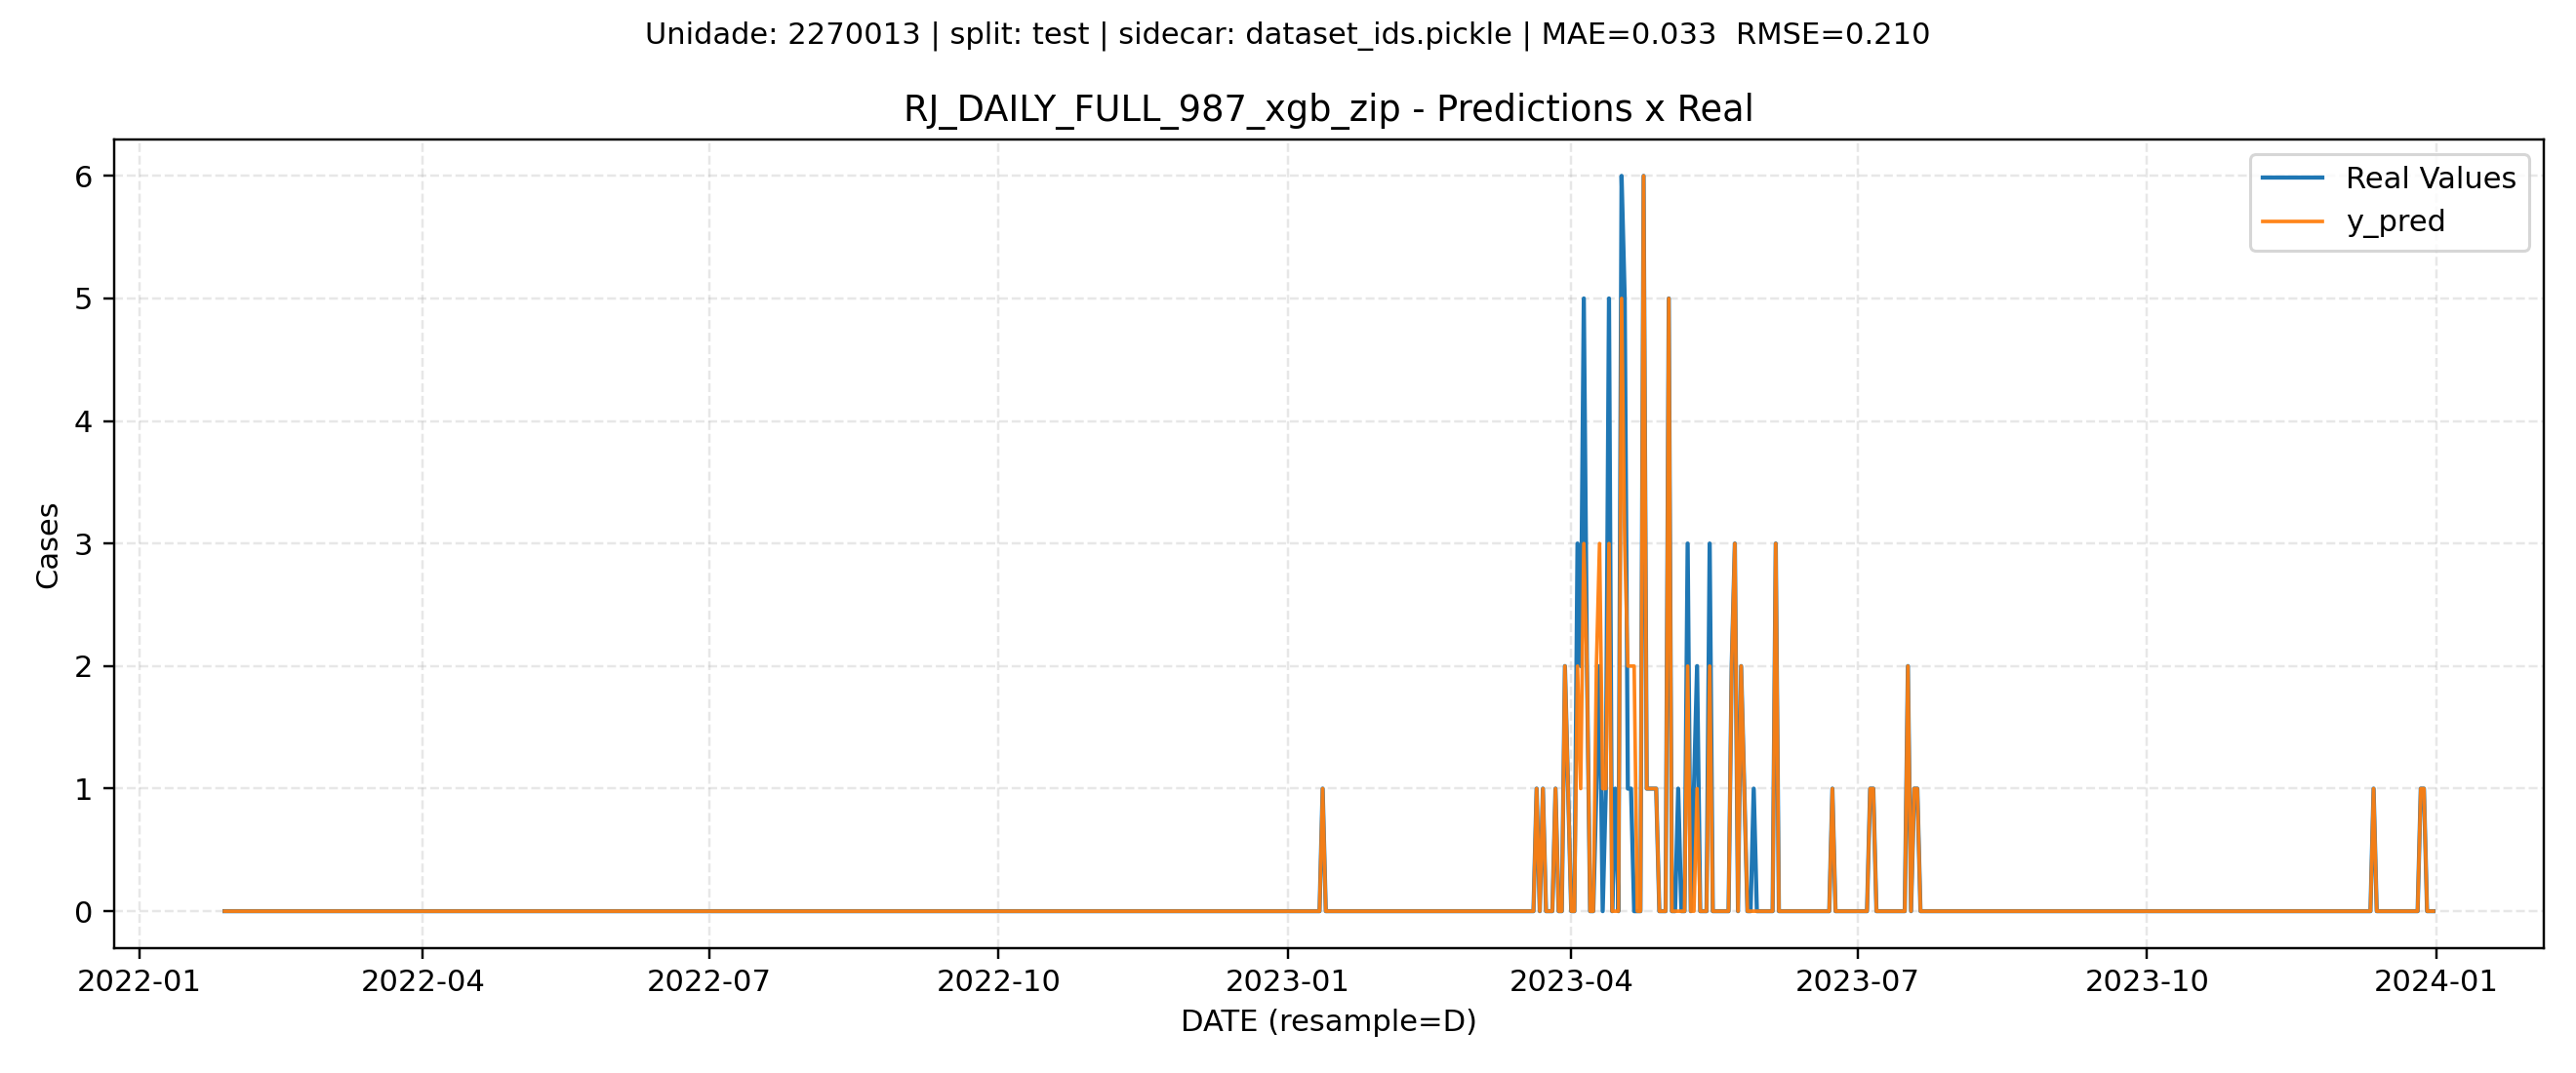 Unidade: 2270013 | split: test | sidecar: dataset_ids.pickle | MAE=0.033  RMSE=0.210
RJ_DAILY_FULL_987_xgb_zip - Predictions x Real
Real Values
y_pred
6
5
4
3
2
1
0
Cases
2022-01
2022-04
2022-07
2022-10
2023-01
2023-04
2023-07
2023-10
2024-01
DATE (resample=D)